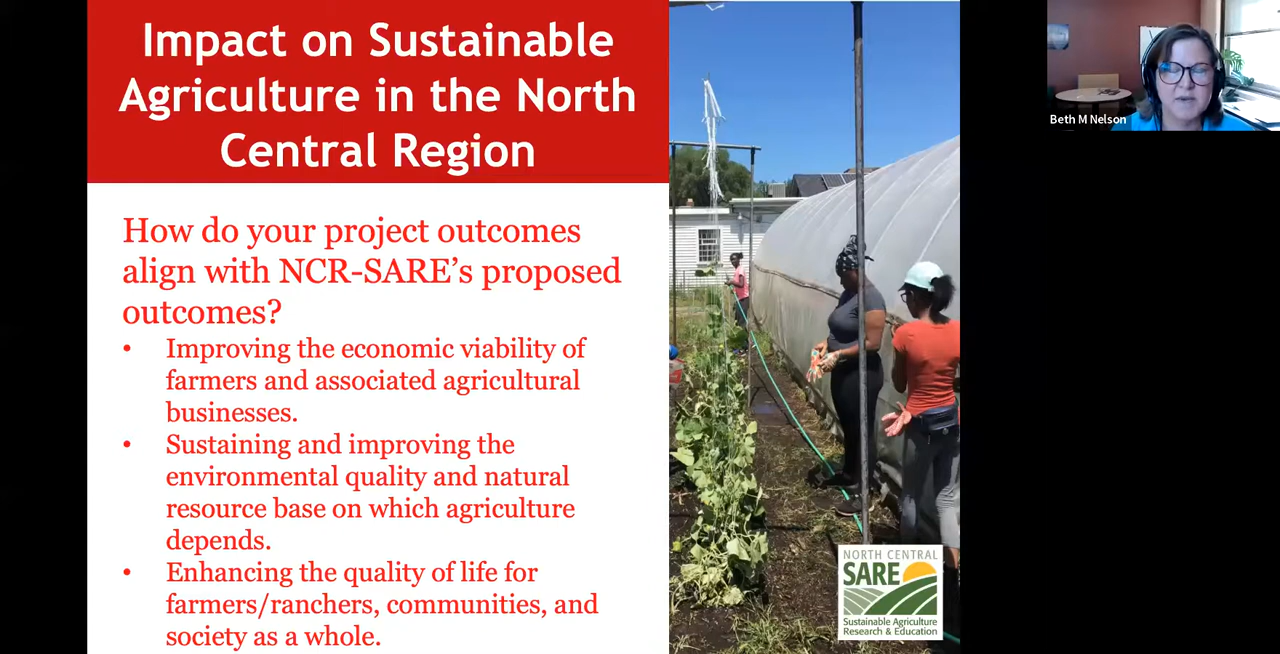 Impact on Sustainable
Agriculture in the North
Central Region
How do your project outcomes
align with NCR-SARE’s proposed
outcomes?
• Improving the economic viability of
farmers and associated agricultural
businesses.
• Sustaining and improving the
environmental quality and natural
resource base on which agriculture
depends.
• Enhancing the quality of life for
farmers/ranchers, communities, and
society as a whole.
NORTH CENTRAL
SARE
Sustainable Agriculture
Research & Education
Beth M Nelson